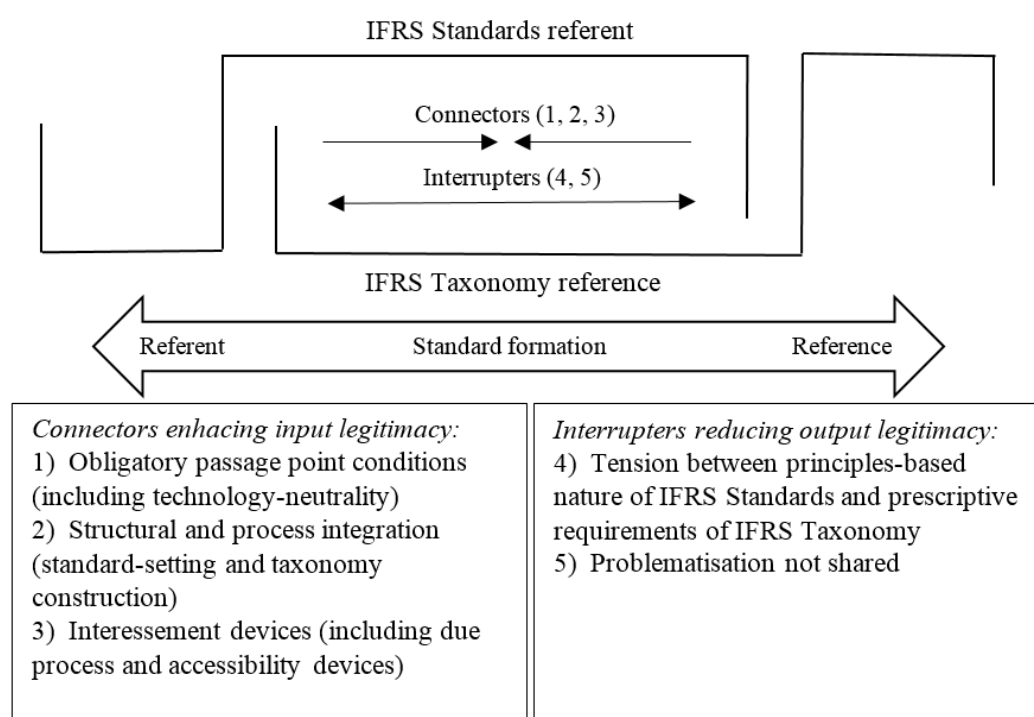 IFRS Standards referent
Connectors (1, 2, 3)
Interrupters (4, 5)
IFRS Taxonomy reference
Referent
Standard formation
Reference
Connectors enhacing input legitimacy:
1) Obligatory passage point conditions
(including technology-neutrality)
2) Structural and process integration
(standard-setting and taxonomy
construction)
3) Interessement devices (including due
process and accessibility devices)
Interrupters reducing output legitimacy:
4) Tension between principles-based
nature of IFRS Standards and prescriptive
requirements of IFRS Taxonomy
5) Problematisation not shared